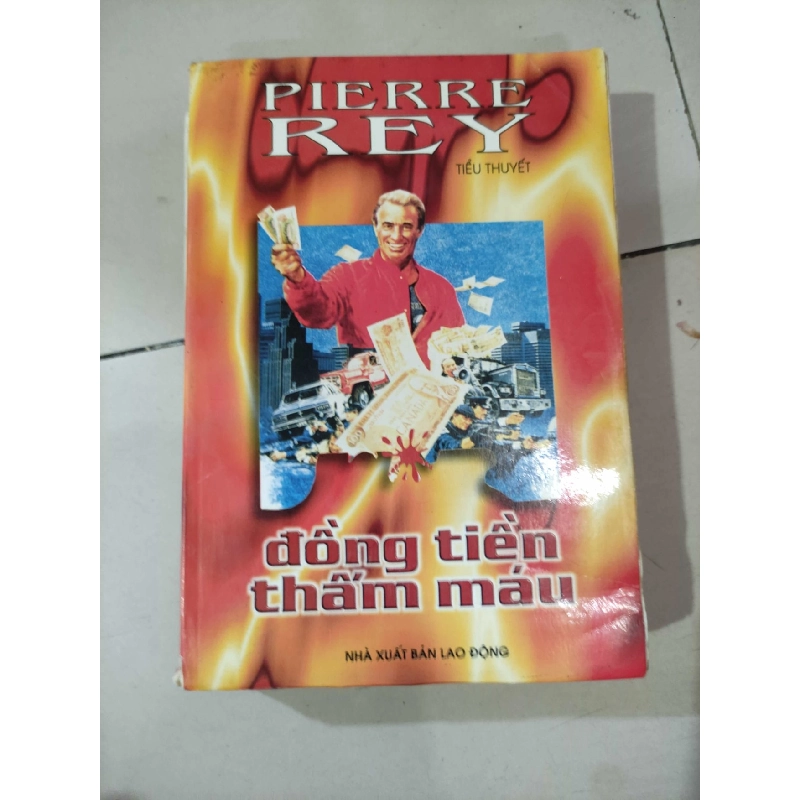 PIERRE
REY
TIỂU THUYẾT
đồng tiền
thấm máu
NHÀ XUẤT BẢN LAO ĐỘNG